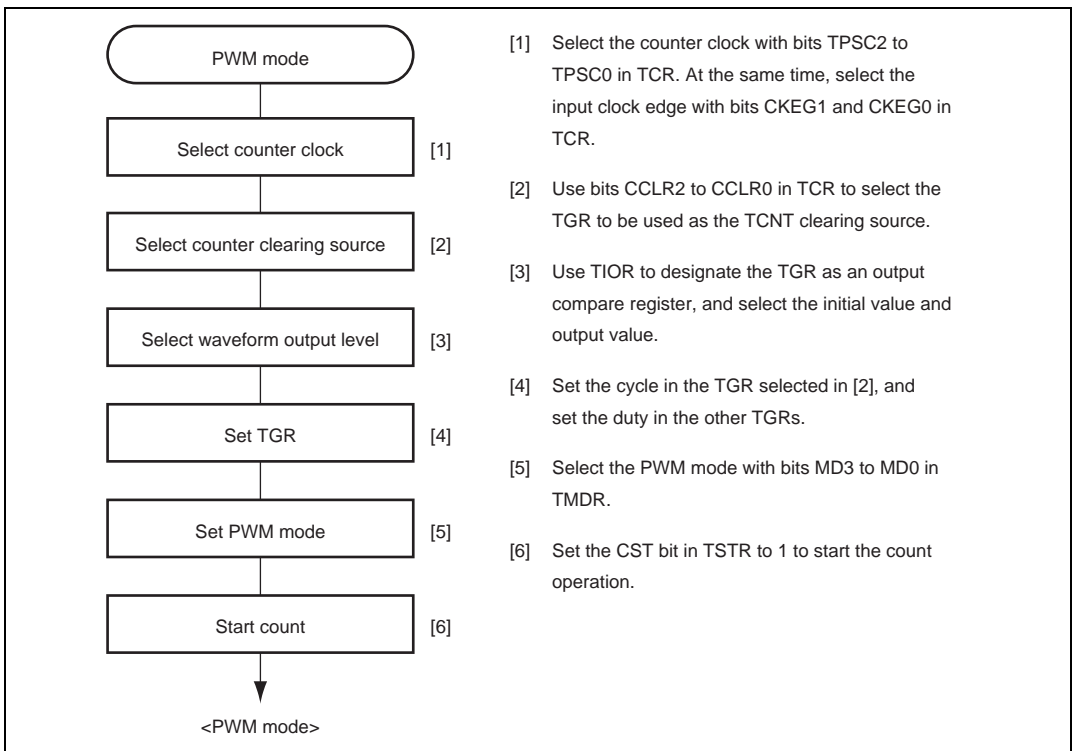 PWM mode
Select counter clock [1]
Select counter clearing source [2]
Select waveform output level [3]
Set TGR [4]
Set PWM mode [5]
Start count [6]
<PWM mode>
[1] Select the counter clock with bits TPSC2 to
TPSC0 in TCR. At the same time, select the
input clock edge with bits CKEG1 and CKEG0 in
TCR.
[2] Use bits CCLR2 to CCLR0 in TCR to select the
TGR to be used as the TCNT clearing source.
[3] Use TIOR to designate the TGR as an output
compare register, and select the initial value and
output value.
[4] Set the cycle in the TGR selected in [2], and
set the duty in the other TGRs.
[5] Select the PWM mode with bits MD3 to MD0 in
TMDR.
[6] Set the CST bit in TSTR to 1 to start the count
operation.